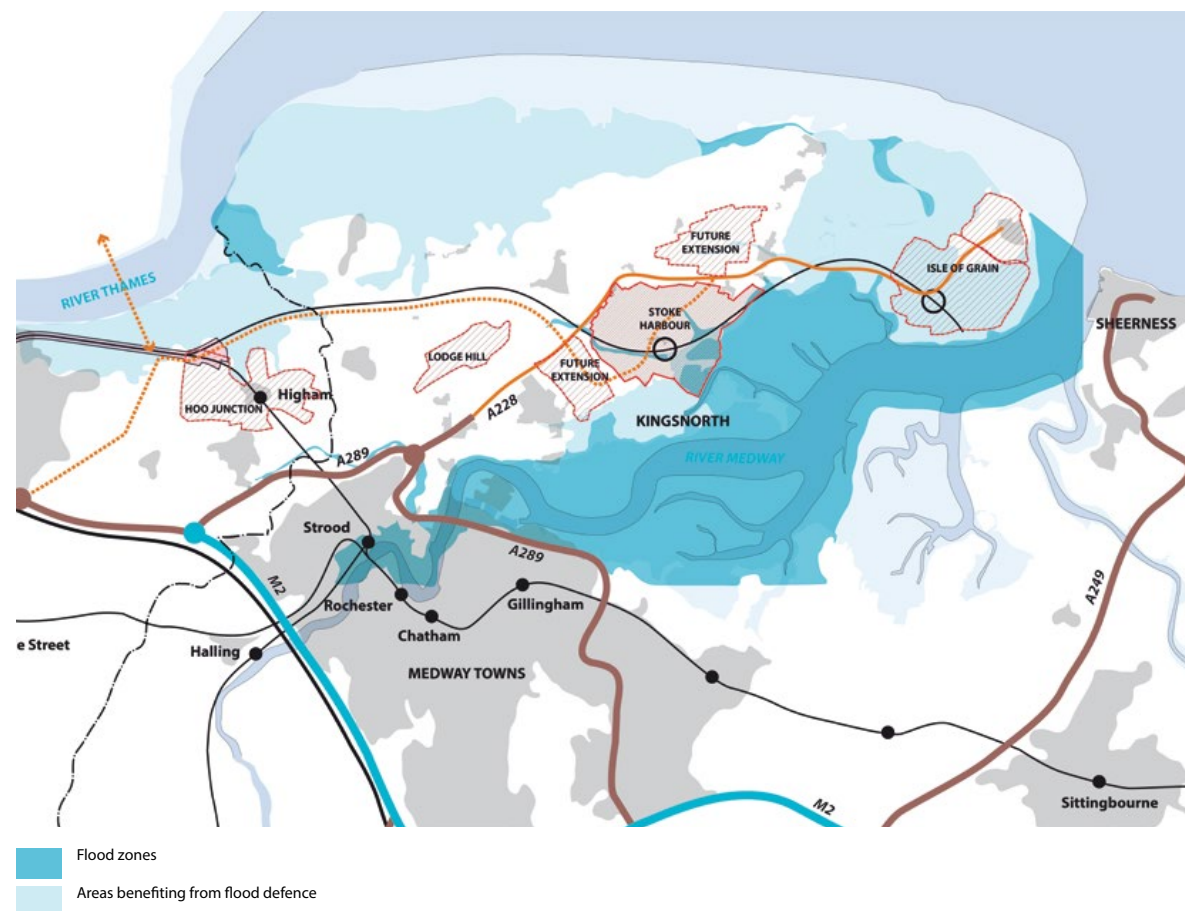 FUTURE
EXTENSION
ISLE OF GRAIN
RIVER THAMES
STOKE
HARBOUR
SHEERNESS
LODGE HILL
FUTURE
EXTENSION
Higham
HOO JUNCTION
A228
KINGSNORTH
RIVER MEDWAY
A289
Strood
A289
M2
A249
Rochester
Gillingham
Chatham
e Street
Halling
MEDWAY TOWNS
M2
Sittingbourne
Flood zones
Areas benefiting from flood defence